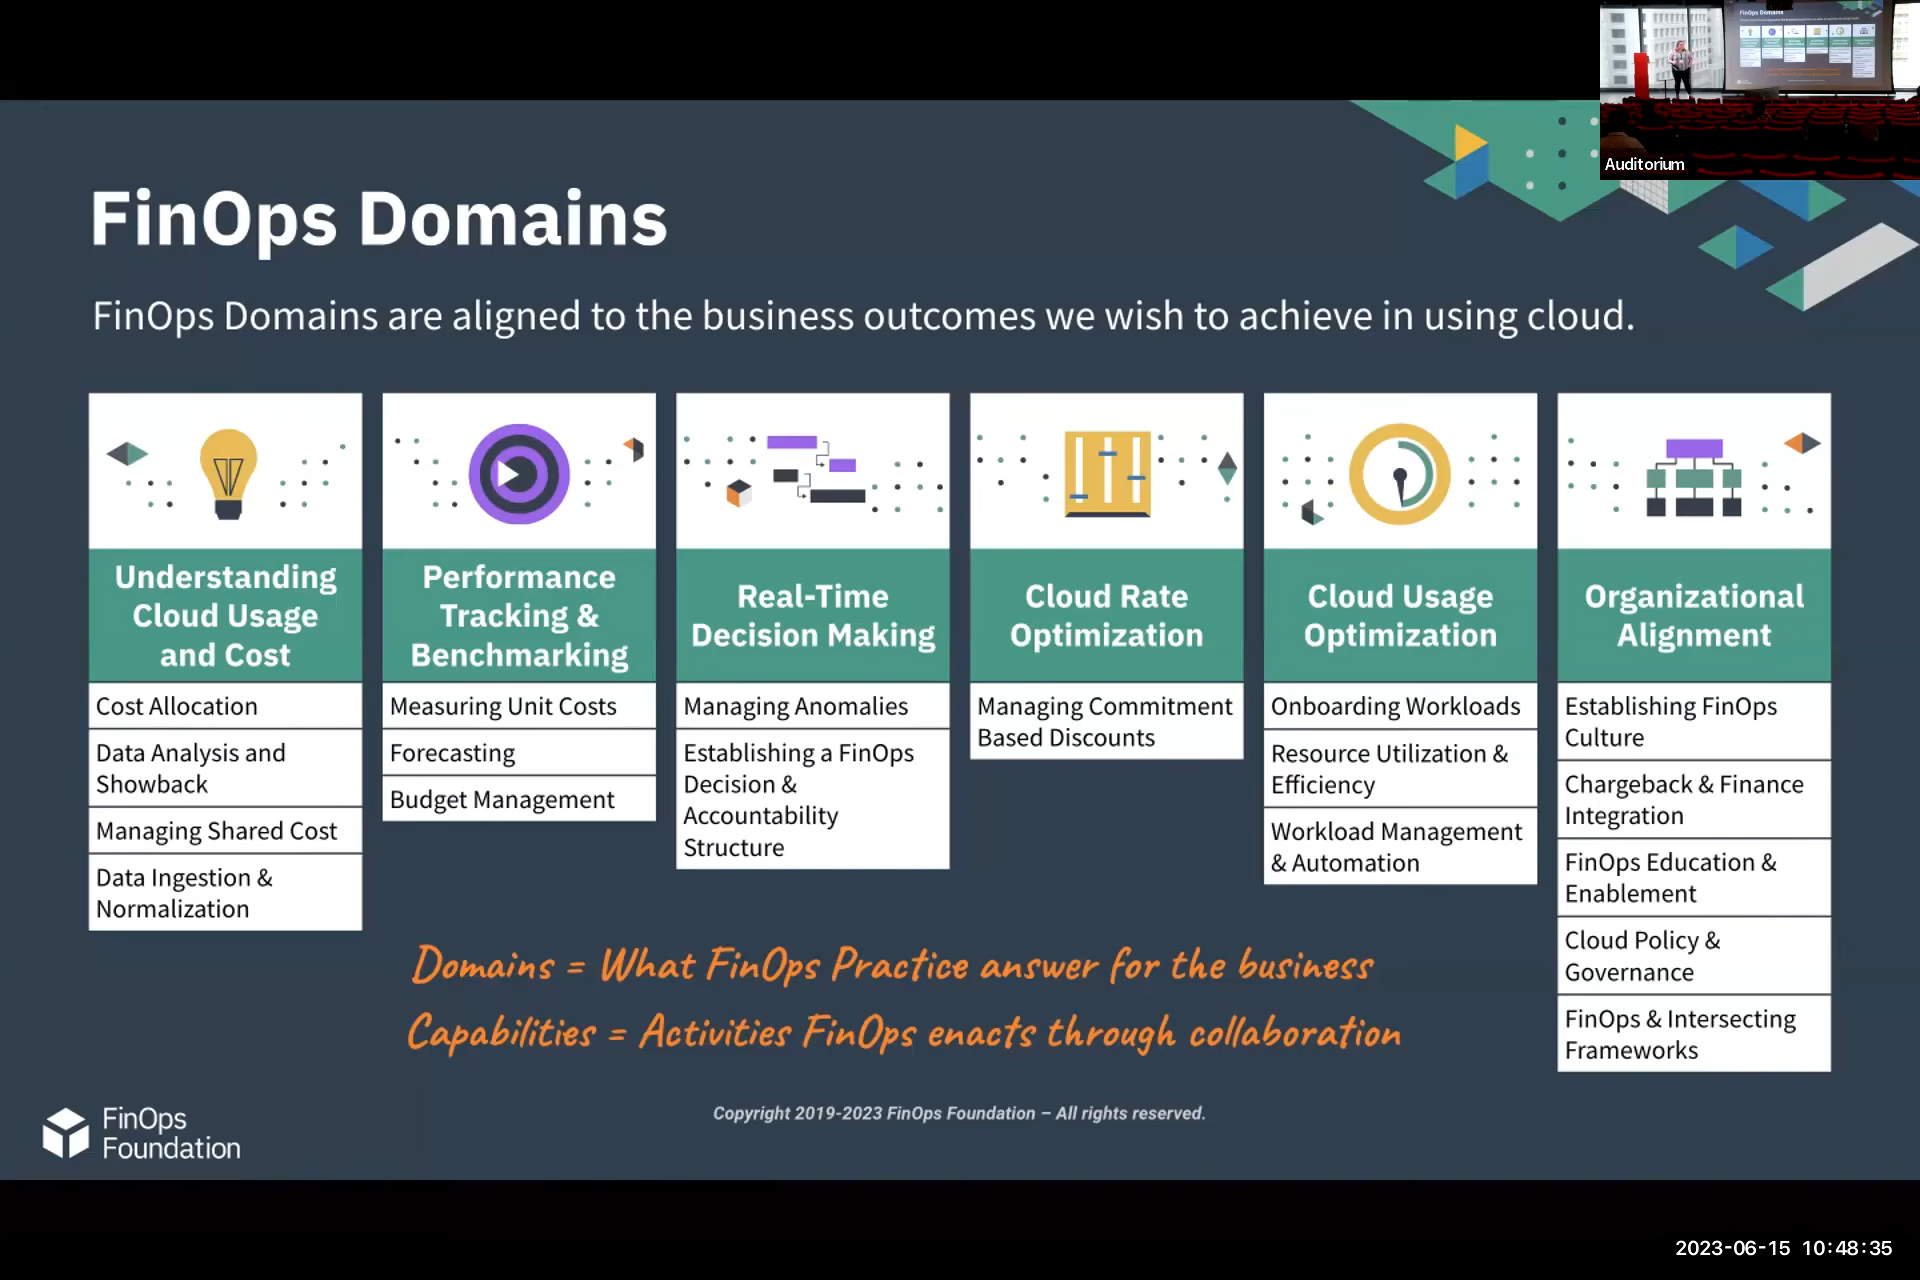 Auditorium
FinOps Domains
FinOps Domains are aligned to the business outcomes we wish to achieve in using cloud.
Understanding
Cloud Usage
and Cost
Cost Allocation
Data Analysis and
Showback
Managing Shared Cost
Data Ingestion &
Normalization
Performance
Tracking &
Benchmarking
Measuring Unit Costs
Forecasting
Budget Management
Real-Time
Decision Making
Managing Anomalies
Establishing a FinOps
Decision &
Accountability
Structure
Cloud Rate
Optimization
Managing Commitment
Based Discounts
Cloud Usage
Optimization
Onboarding Workloads
Resource Utilization &
Efficiency
Workload Management
& Automation
Organizational
Alignment
Establishing FinOps
Culture
Chargeback & Finance
Integration
FinOps Education &
Enablement
Cloud Policy &
Governance
FinOps & Intersecting
Frameworks
Domains = What FinOps Practice answer for the business
Capabilities = Activities FinOps enacts through collaboration
Copyright 2019-2023 FinOps Foundation – All rights reserved.
FinOps
Foundation
2023-06-15 10:48:35